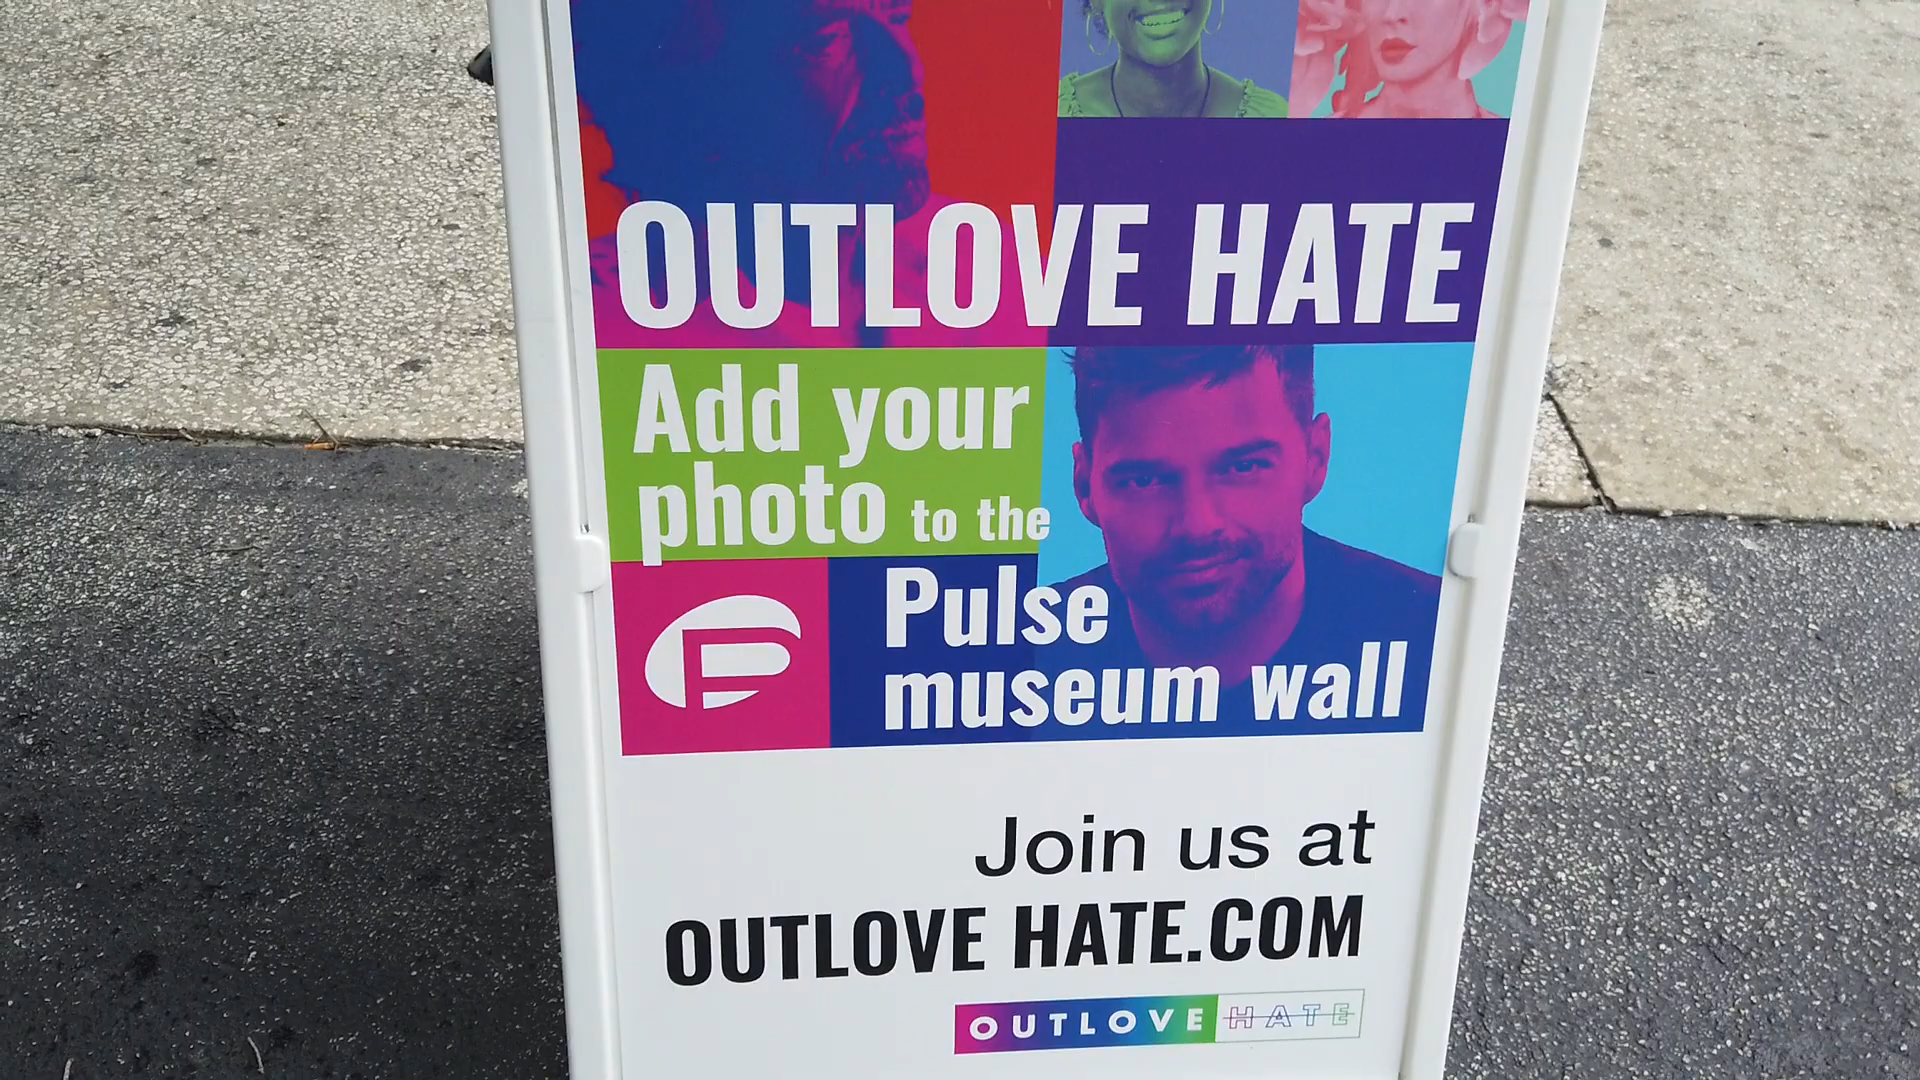 OUTLOVE HATE
Add your
photo to the
Pulse
museum wall
Join us at
OUTLOVE HATE.COM
OUTLOVE HATE